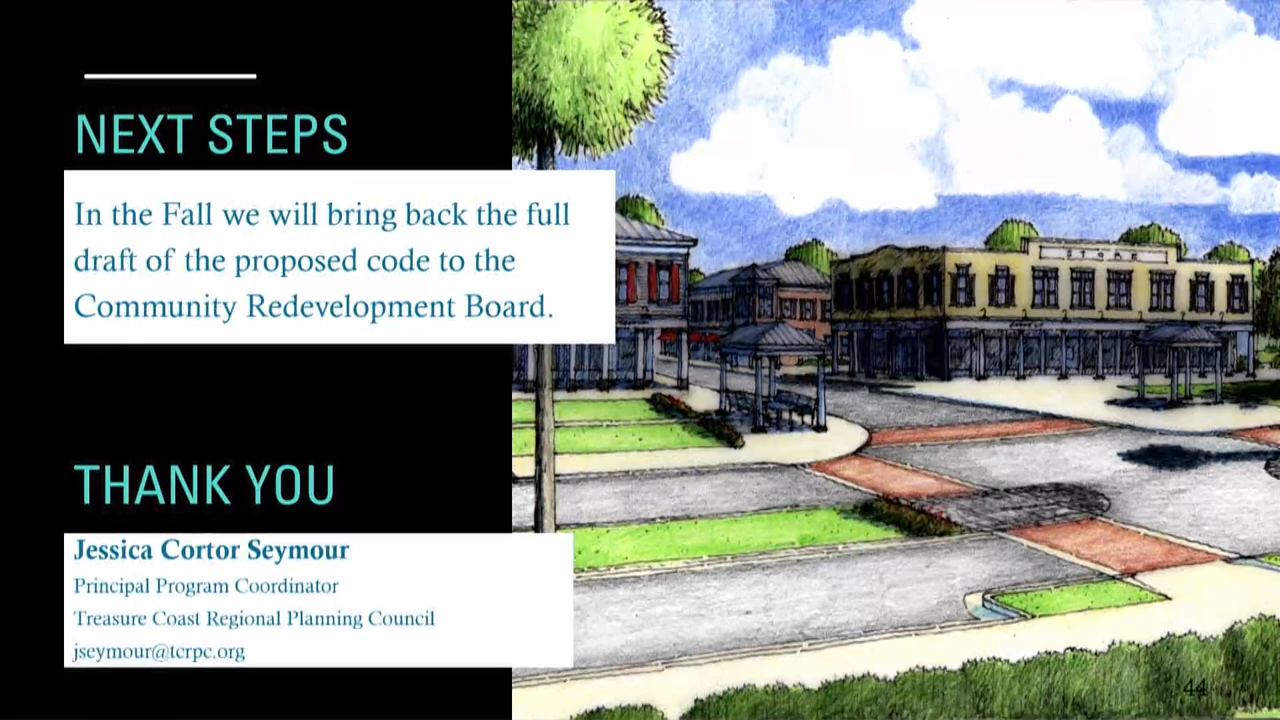 NEXT STEPS
In the Fall we will bring back the full
draft of the proposed code to the
Community Redevelopment Board.
STORE
THANK YOU
Jessica Cortor Seymour
Principal Program Coordinator
Treasure Coast Regional Planning Council
jseymour@tcrpc.org
44